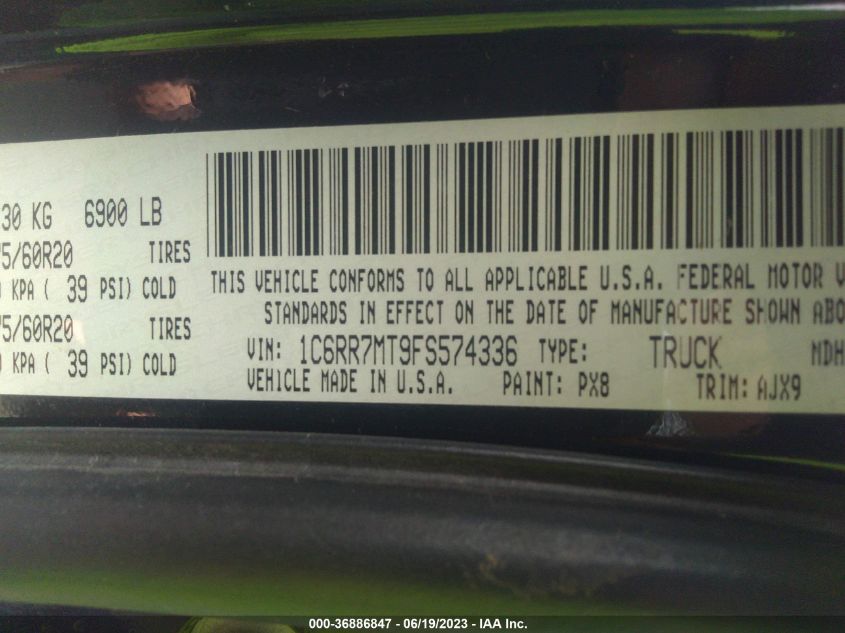 30 KG 6900 LB
5/60R20 TIRES
KPA ( 39 PSI) COLD
5/60R20 TIRES
KPA ( 39 PSI) COLD
THIS VEHICLE CONFORMS TO ALL APPLICABLE U.S.A. FEDERAL MOTOR V
STANDARDS IN EFFECT ON THE DATE OF MANUFACTURE SHOWN ABO
VIN: 1C6RR7MT9FS574336 TYPE: TRUCK MDH
VEHICLE MADE IN U.S.A. PAINT: PX8 TRIM: AJX9
000-36886847 - 06/19/2023 - IAA Inc.